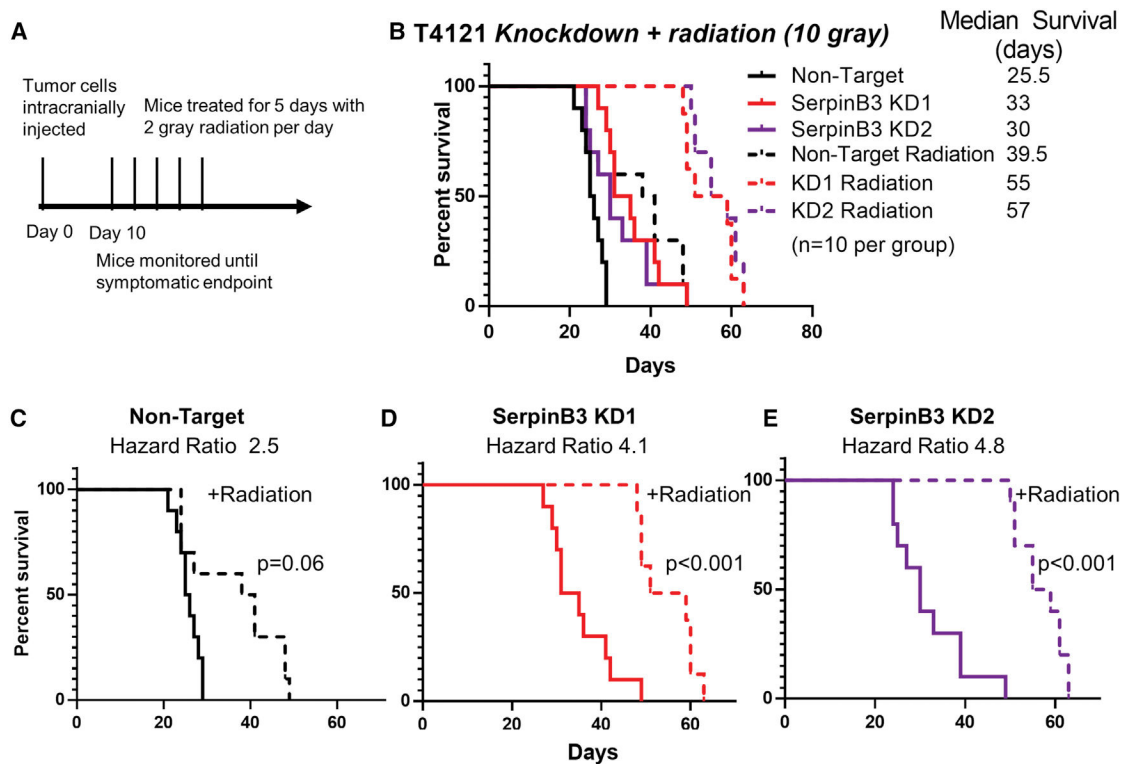 A
Tumor cells
intracranially
injected
Mice treated for 5 days with
2 gray radiation per day
Day 0
Day 10
Mice monitored until
symptomatic endpoint
B T4121 Knockdown + radiation (10 gray)
Median Survival
(days)
Percent survival
100
50
0
0 20 40 60 80
Days
Non-Target 25.5
SerpinB3 KD1 33
SerpinB3 KD2 30
Non-Target Radiation 39.5
KD1 Radiation 55
KD2 Radiation 57
(n=10 per group)
C
Non-Target
Hazard Ratio 2.5
Percent survival
100
50
0
+Radiation
p=0.06
0 20 40 60
D
SerpinB3 KD1
Hazard Ratio 4.1
100
50
0
+Radiation
p<0.001
0 20 40 60
Days
E
SerpinB3 KD2
Hazard Ratio 4.8
100
50
0
+Radiation
p<0.001
0 20 40 60